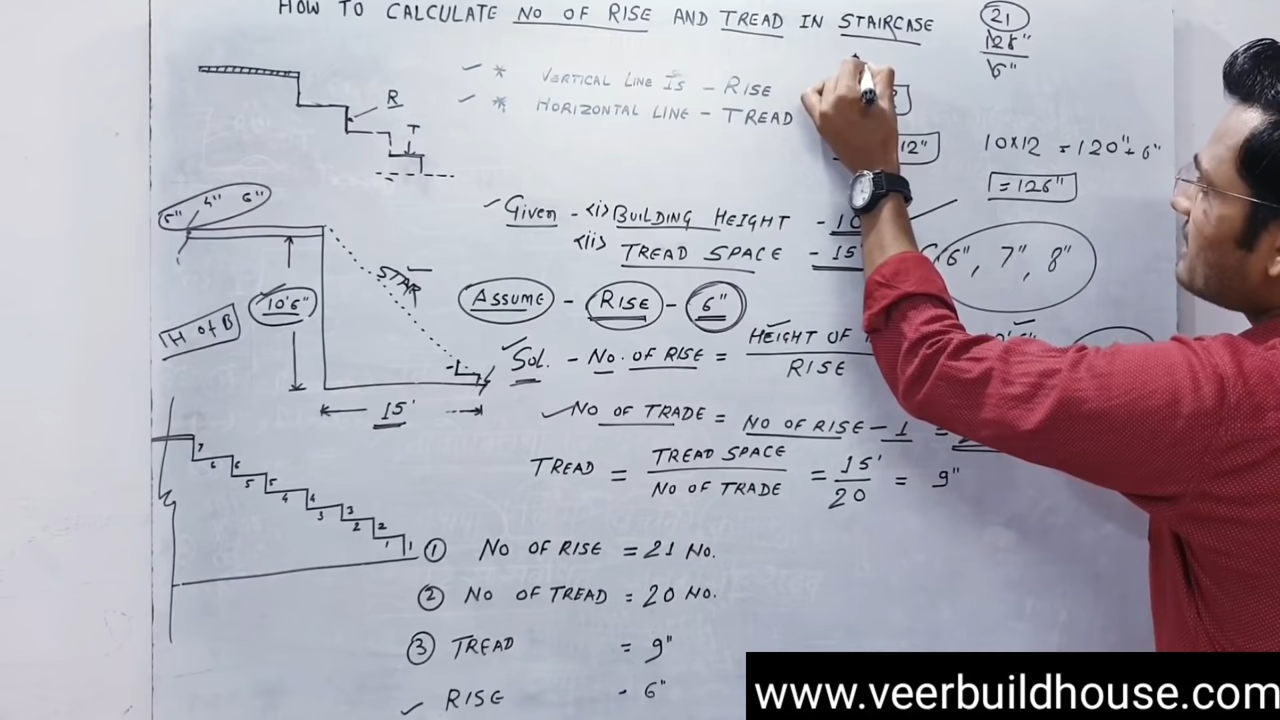 HOW TO CALCULATE NO OF RISE AND TREAD IN STAIRCASE
21
126"
6"
* VERTICAL LINE IS - RISE
* HORIZONTAL LINE - TREAD
12"
R
T
10×12 = 120"+6"
= 126"
5" 4" 6"
GIVEN - <i> BUILDING HEIGHT - 10
<ii> TREAD SPACE - 15'
6", 7", 8"
STAR
H OF B
10'6"
15'
ASSUME - RISE - 6"
SOL. - NO. OF RISE = HEIGHT OF
RISE
NO OF TRADE = NO OF RISE - 1 =
TREAD = TREAD SPACE = 15' = 9"
NO OF TRADE 20
7
6 6
5 5
4 4
3 3
2 2
1 1
① NO OF RISE = 21 NO.
② NO OF TREAD = 20 NO.
③ TREAD = 9"
RISE - 6"
www.veerbuildhouse.com